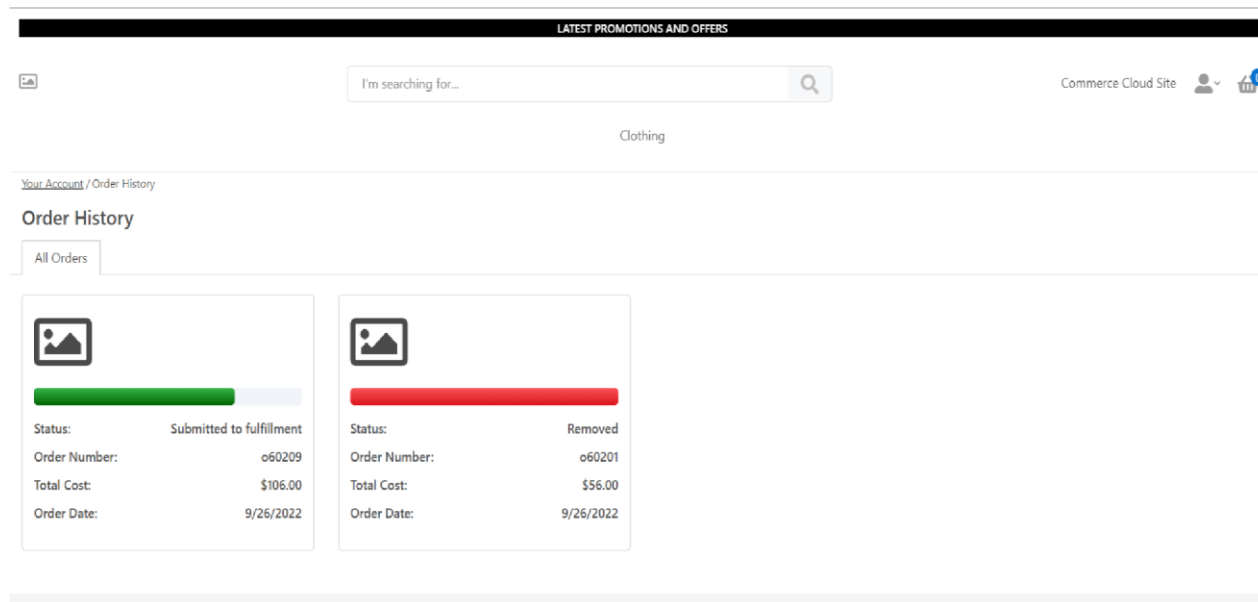 LATEST PROMOTIONS AND OFFERS
I'm searching for...
Commerce Cloud Site
Clothing
Your Account / Order History
Order History
All Orders
Status: Submitted to fulfillment
Order Number: o60209
Total Cost: $106.00
Order Date: 9/26/2022
Status: Removed
Order Number: o60201
Total Cost: $56.00
Order Date: 9/26/2022